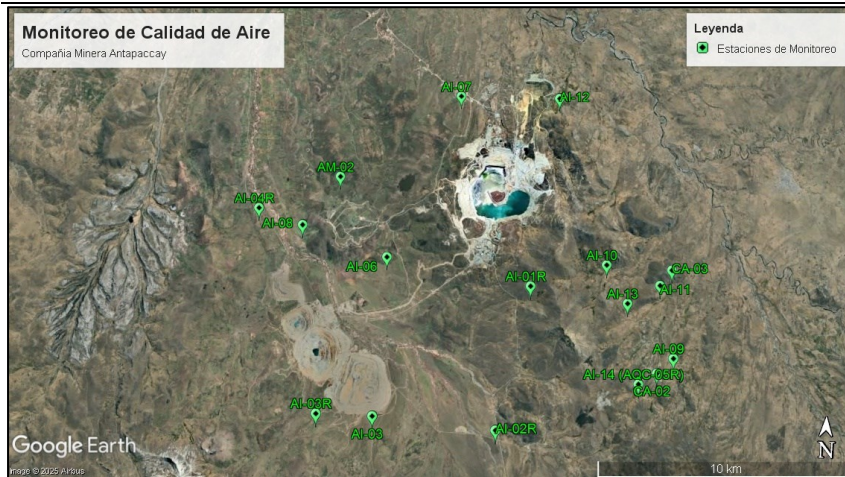 Monitoreo de Calidad de Aire
Compañia Minera Antapaccay
Leyenda
Estaciones de Monitoreo
AI-07
AI-12
AM-02
AI-04R
AI-08
AI-06
AI-10
CA-03
AI-01R
AI-11
AI-13
AI-09
AI-14 (AQC-05R)
CA-02
AI-03R
AI-03
AI-02R
N
Google Earth
Image © 2025 Airbus
10 km